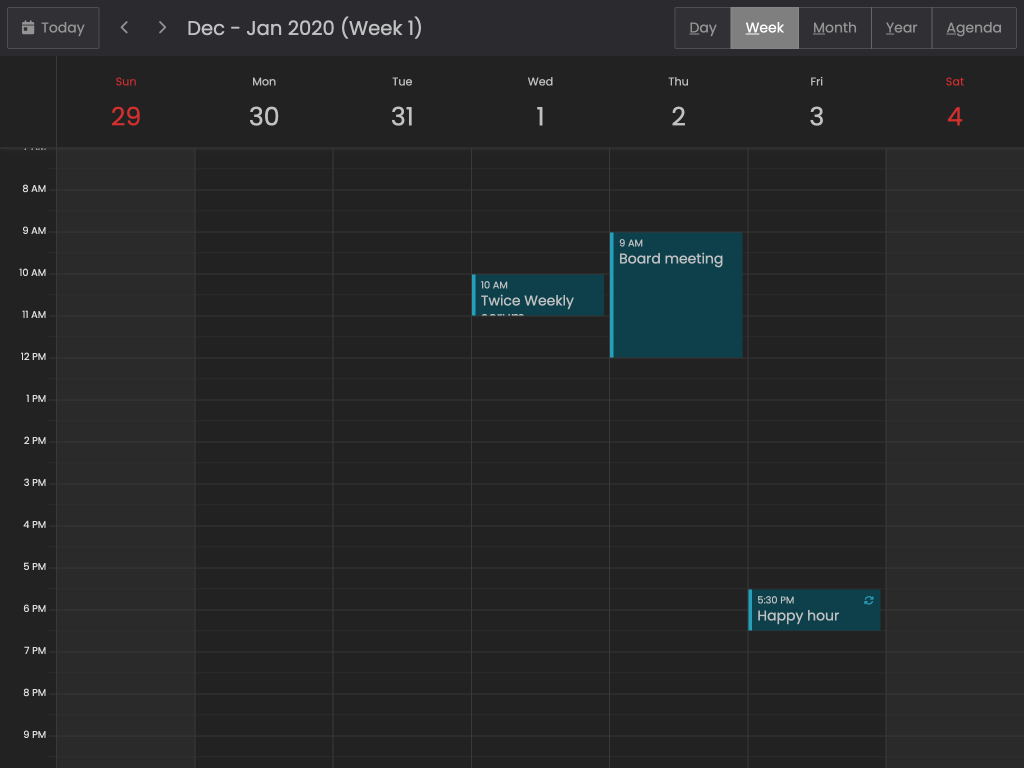 Today
Dec - Jan 2020 (Week 1)
Day
Week
Month
Year
Agenda
Sun
Mon
Tue
Wed
Thu
Fri
Sat
29
30
31
1
2
3
4
8 AM
9 AM
10 AM
11 AM
12 PM
1 PM
2 PM
3 PM
4 PM
5 PM
6 PM
7 PM
8 PM
9 PM
10 AM
Twice Weekly
9 AM
Board meeting
5:30 PM
Happy hour